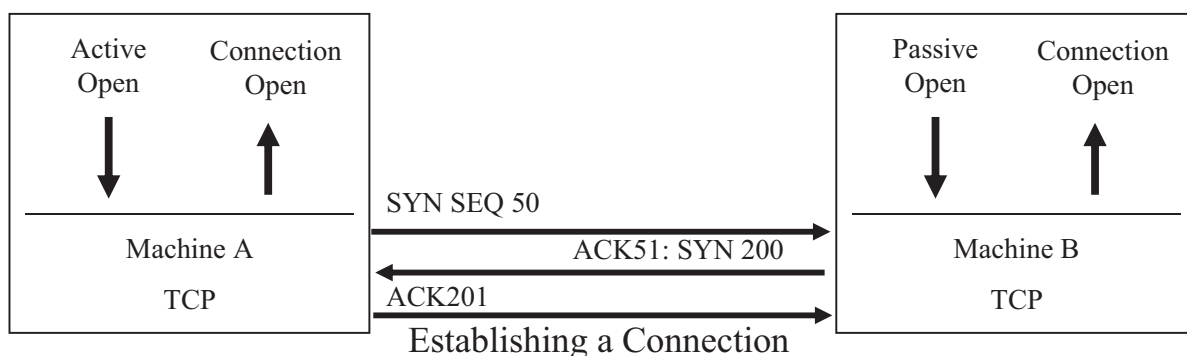 Active
Open
Connection
Open
Machine A
TCP
SYN SEQ 50
ACK51: SYN 200
ACK201
Passive
Open
Connection
Open
Machine B
TCP
Establishing a Connection